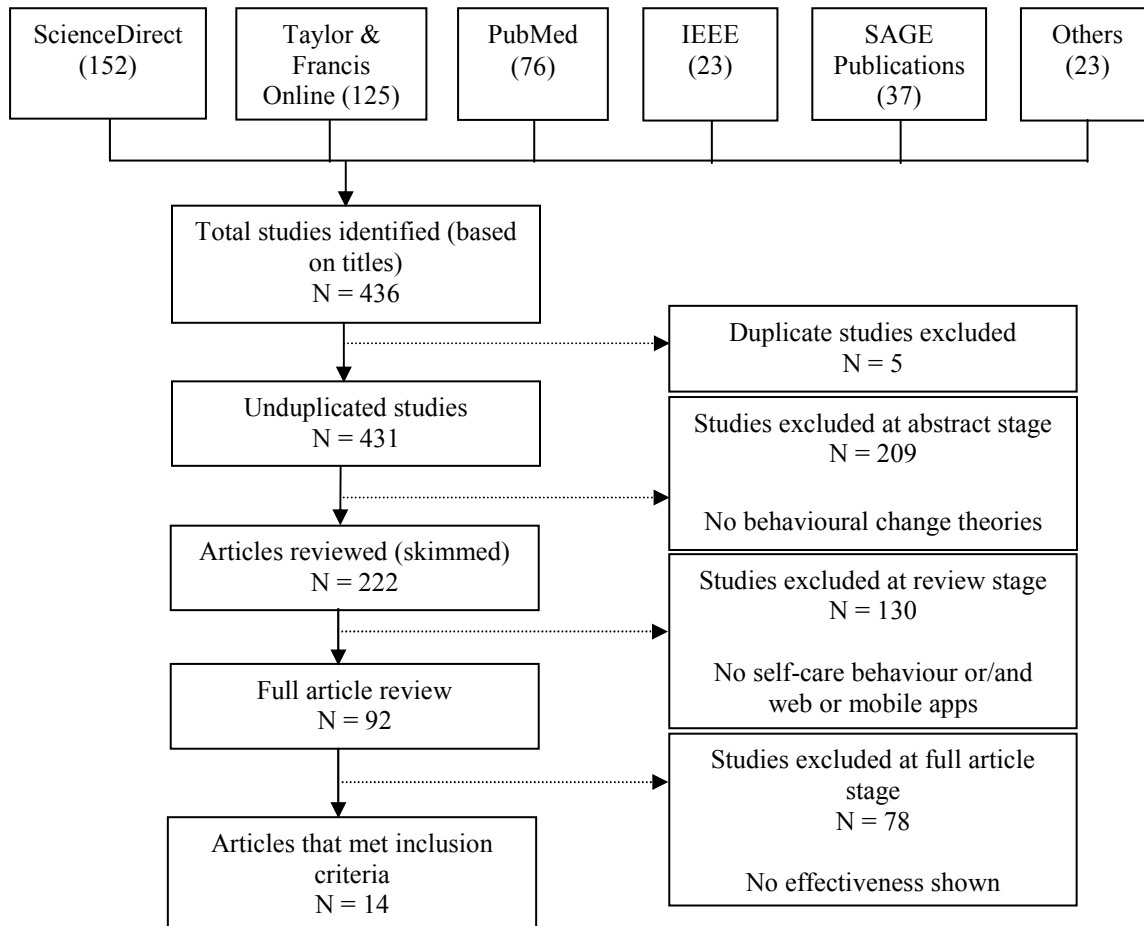 ScienceDirect
(152)
Taylor &
Francis
Online (125)
PubMed
(76)
IEEE
(23)
SAGE
Publications
(37)
Others
(23)
Total studies identified (based
on titles)
N = 436
Duplicate studies excluded
N = 5
Unduplicated studies
N = 431
Studies excluded at abstract stage
N = 209
No behavioural change theories
Articles reviewed (skimmed)
N = 222
Studies excluded at review stage
N = 130
No self-care behaviour or/and
web or mobile apps
Full article review
N = 92
Studies excluded at full article
stage
N = 78
No effectiveness shown
Articles that met inclusion
criteria
N = 14